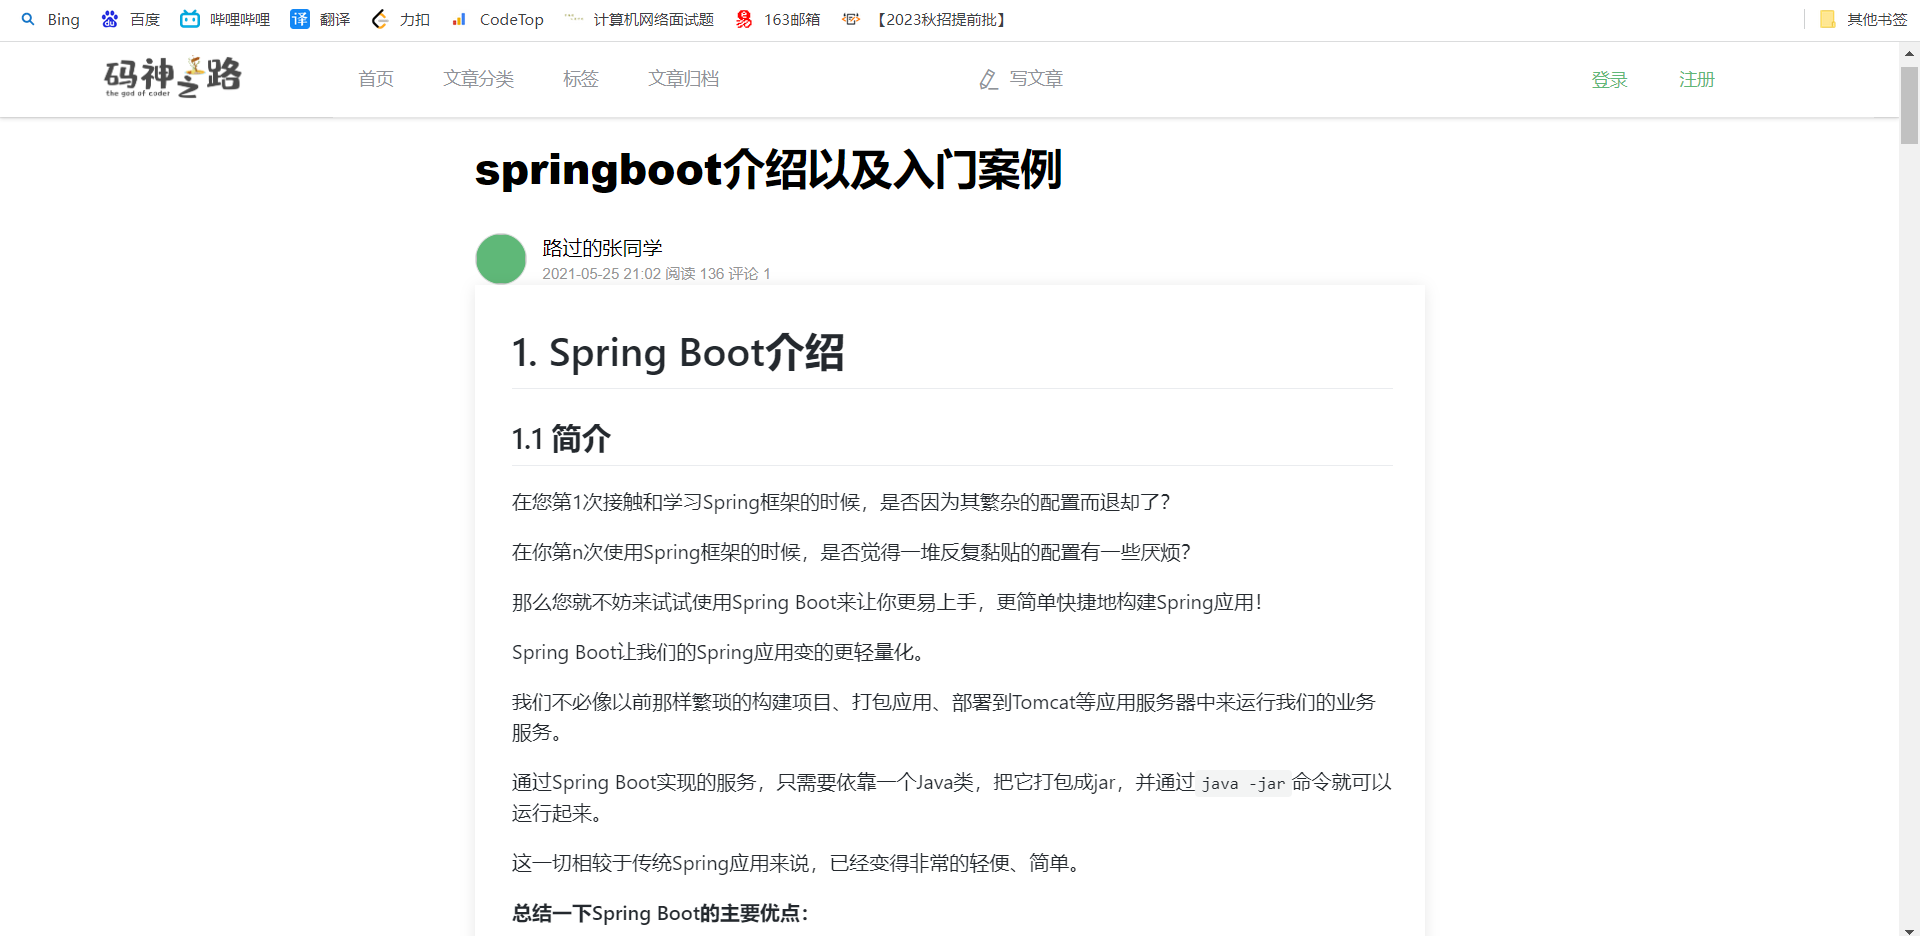 Bing 百度 哔哩哔哩 译 翻译 力扣 CodeTop 计算机网络面试题 易 163邮箱 【2023秋招提前批】 其他书签
码神之路 首页 文章分类 标签 文章归档 写文章 登录 注册
the god of coder
springboot介绍以及入门案例
路过的张同学
2021-05-25 21:02 阅读 136 评论 1
1. Spring Boot介绍
1.1 简介
在您第1次接触和学习Spring框架的时候，是否因为其繁杂的配置而退却了？
在你第n次使用Spring框架的时候，是否觉得一堆反复黏贴的配置有一些厌烦？
那么您就不妨来试试使用Spring Boot来让你更易上手，更简单快捷地构建Spring应用！
Spring Boot让我们的Spring应用变的更轻量化。
我们不必像以前那样繁琐的构建项目、打包应用、部署到Tomcat等应用服务器中来运行我们的业务
服务。
通过Spring Boot实现的服务，只需要依靠一个Java类，把它打包成jar，并通过java -jar命令就可以
运行起来。
这一切相较于传统Spring应用来说，已经变得非常的轻便、简单。
总结一下Spring Boot的主要优点：